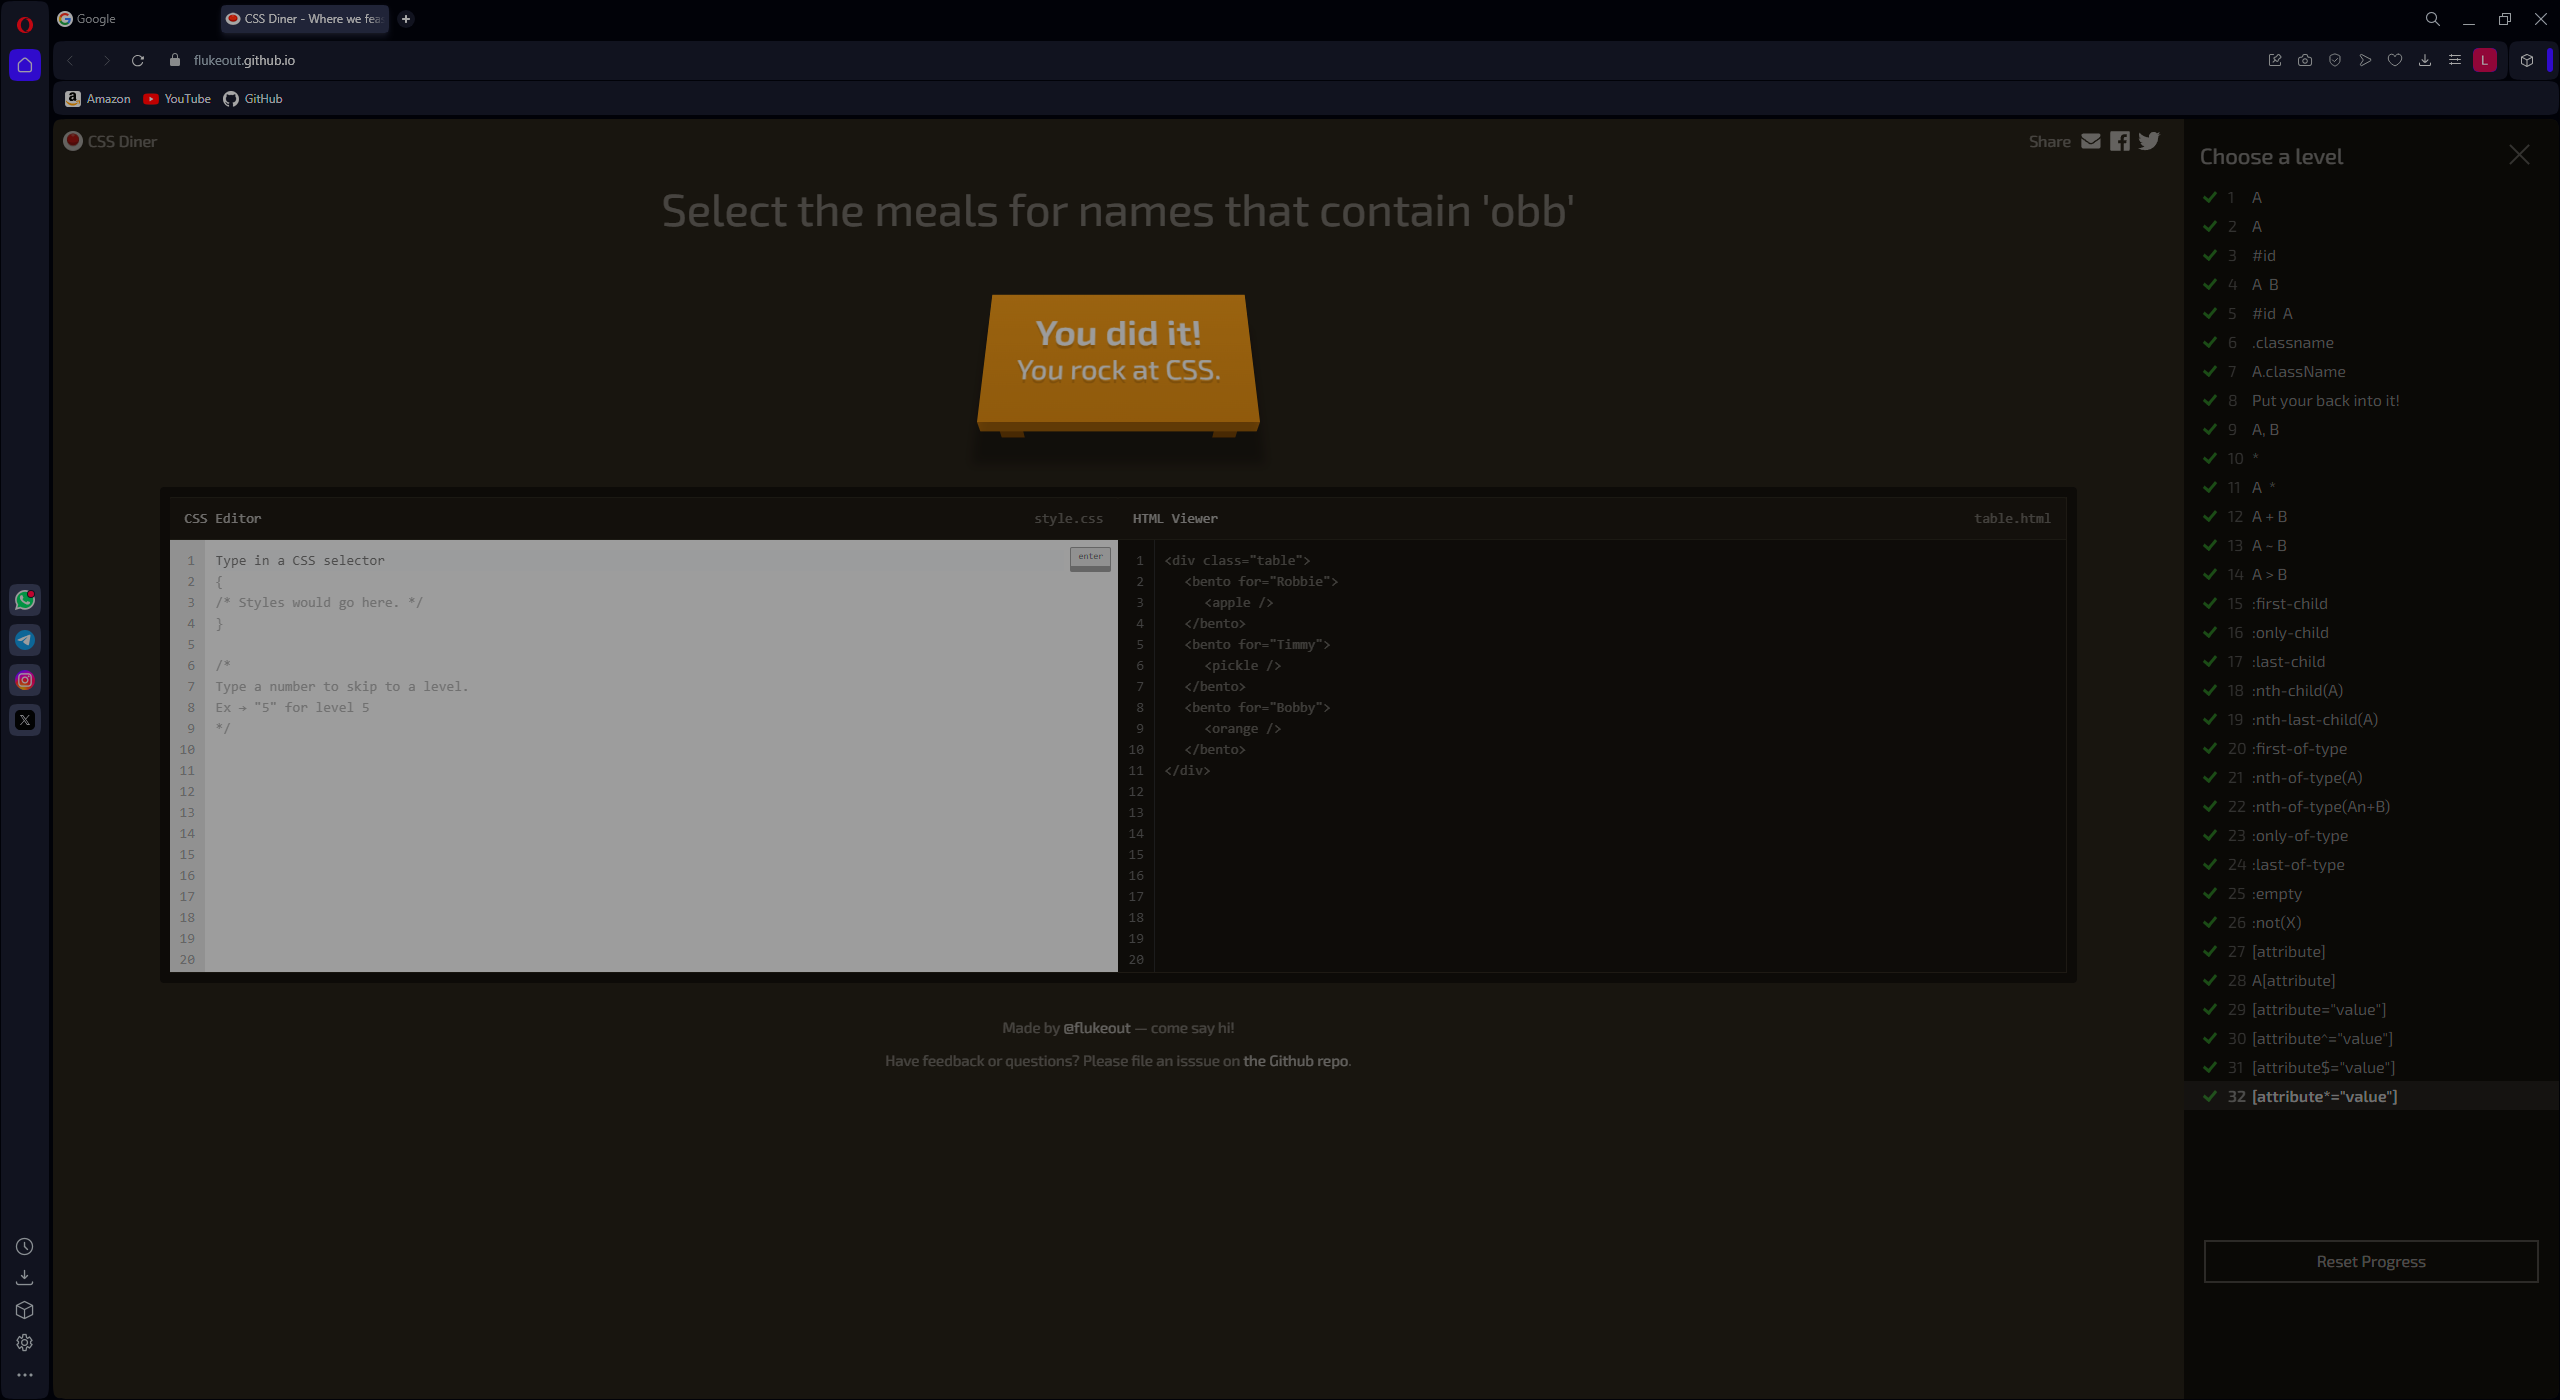 Google
CSS Diner - Where we fea
flukeout.github.io
L
Amazon
YouTube
GitHub
CSS Diner
Share
Select the meals for names that contain 'obb'
You did it!
You rock at CSS.
CSS Editor
style.css
1 Type in a CSS selector
enter
2 {
3 /* Styles would go here. */
4 }
5
6 /*
7 Type a number to skip to a level.
8 Ex → "5" for level 5
9 */
10
11
12
13
14
15
16
17
18
19
20
HTML Viewer
table.html
1 <div class="table">
2 <bento for="Robbie">
3 <apple />
4 </bento>
5 <bento for="Timmy">
6 <pickle />
7 </bento>
8 <bento for="Bobby">
9 <orange />
10 </bento>
11 </div>
12
13
14
15
16
17
18
19
20
Made by @flukeout — come say hi!
Have feedback or questions? Please file an isssue on the Github repo.
Choose a level
1 A
2 A
3 #id
4 A B
5 #id A
6 .classname
7 A.className
8 Put your back into it!
9 A, B
10 *
11 A *
12 A + B
13 A ~ B
14 A > B
15 :first-child
16 :only-child
17 :last-child
18 :nth-child(A)
19 :nth-last-child(A)
20 :first-of-type
21 :nth-of-type(A)
22 :nth-of-type(An+B)
23 :only-of-type
24 :last-of-type
25 :empty
26 :not(X)
27 [attribute]
28 A[attribute]
29 [attribute="value"]
30 [attribute^="value"]
31 [attribute$="value"]
32 [attribute*="value"]
Reset Progress